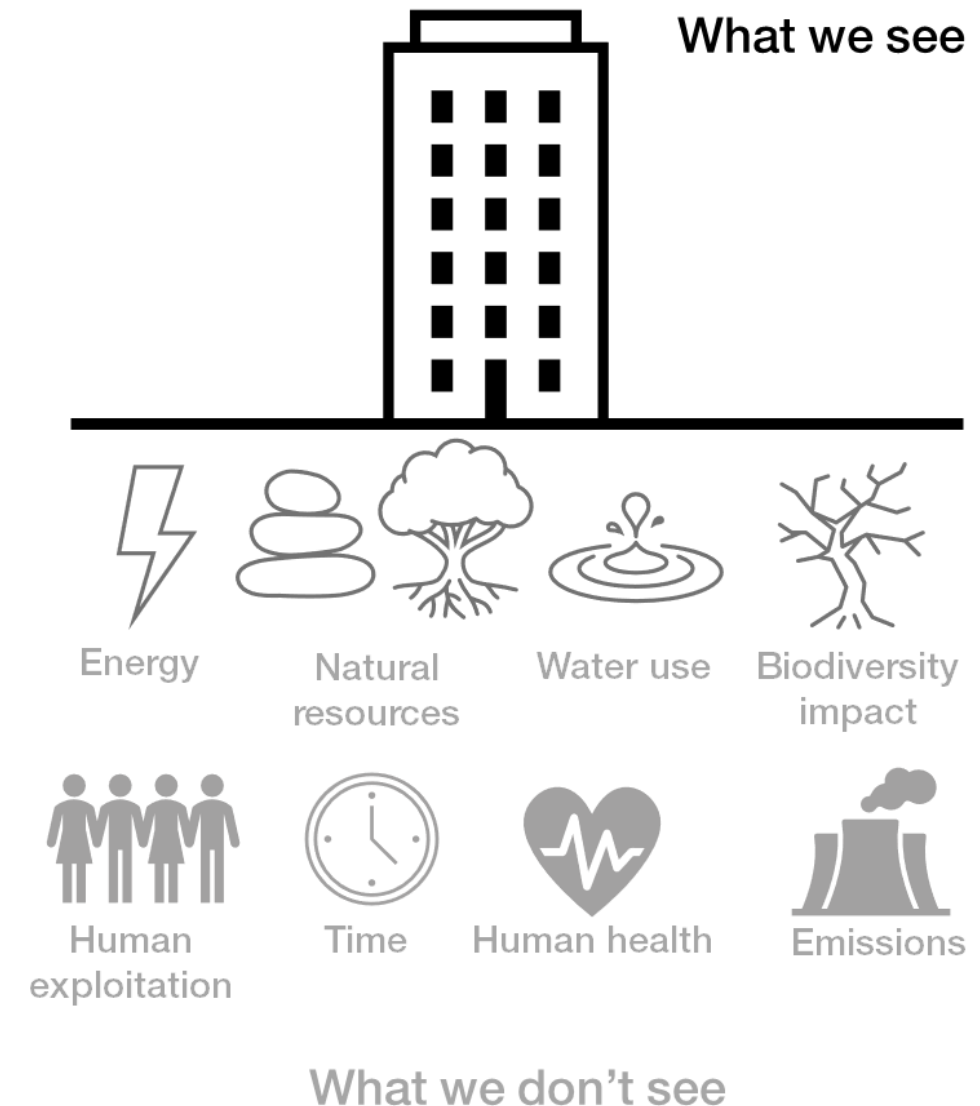 What we see
Energy
Natural
resources
Water use
Biodiversity
impact
Human
exploitation
Time
Human health
Emissions
What we don’t see